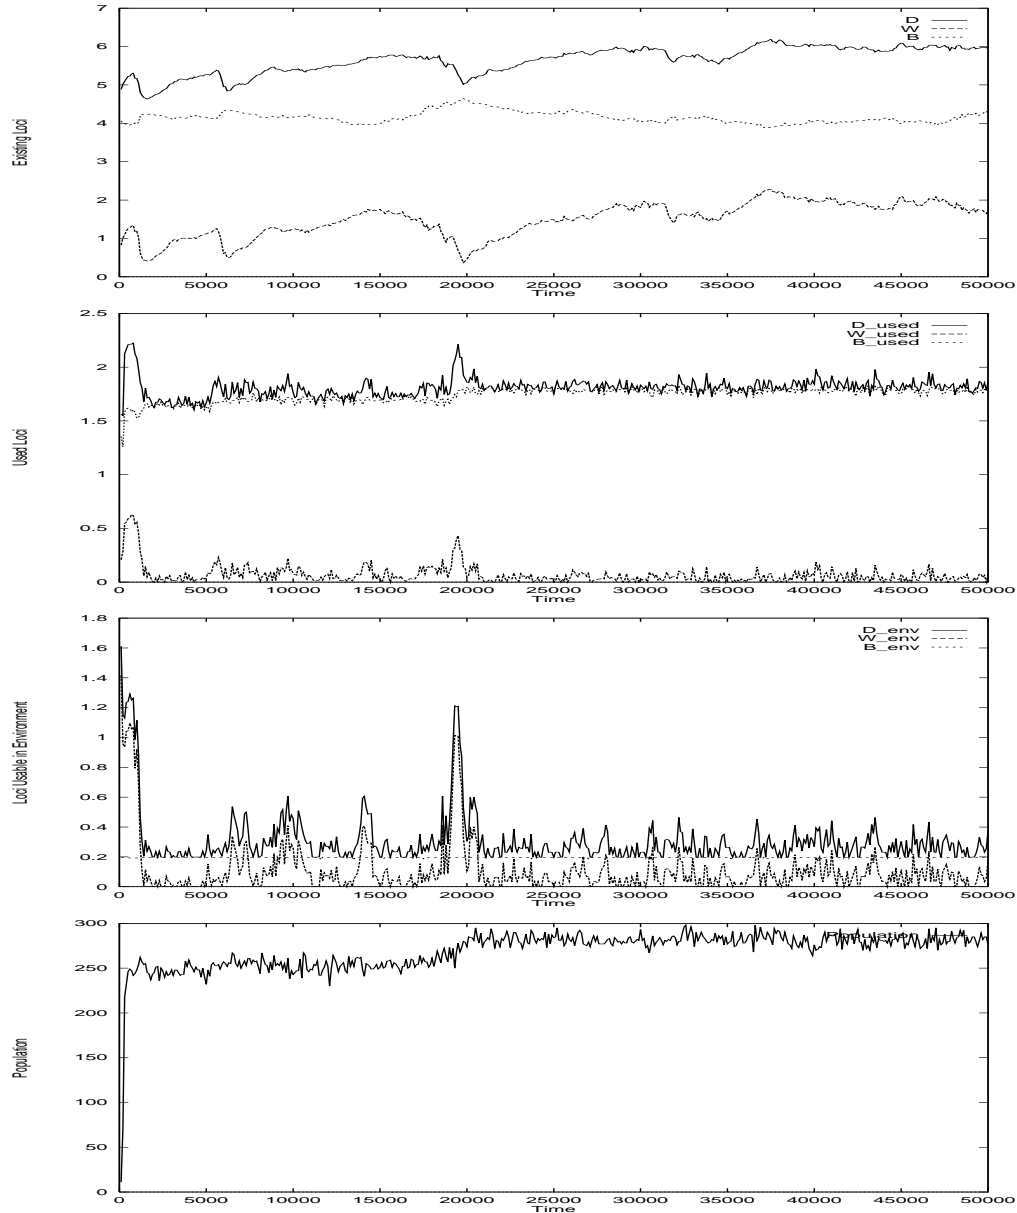 7
6
5
4
3
2
1
0
Existing Loci
D
W
B
0 5000 10000 15000 20000 25000 30000 35000 40000 45000 50000
Time
2.5
2
1.5
1
0.5
0
Used Loci
D_used
W_used
B_used
0 5000 10000 15000 20000 25000 30000 35000 40000 45000 50000
Time
1.8
1.6
1.4
1.2
1
0.8
0.6
0.4
0.2
0
Loci Usable in Environment
D_env
W_env
B_env
0 5000 10000 15000 20000 25000 30000 35000 40000 45000 50000
Time
300
250
200
150
100
50
0
Population
Population
0 5000 10000 15000 20000 25000 30000 35000 40000 45000 50000
Time